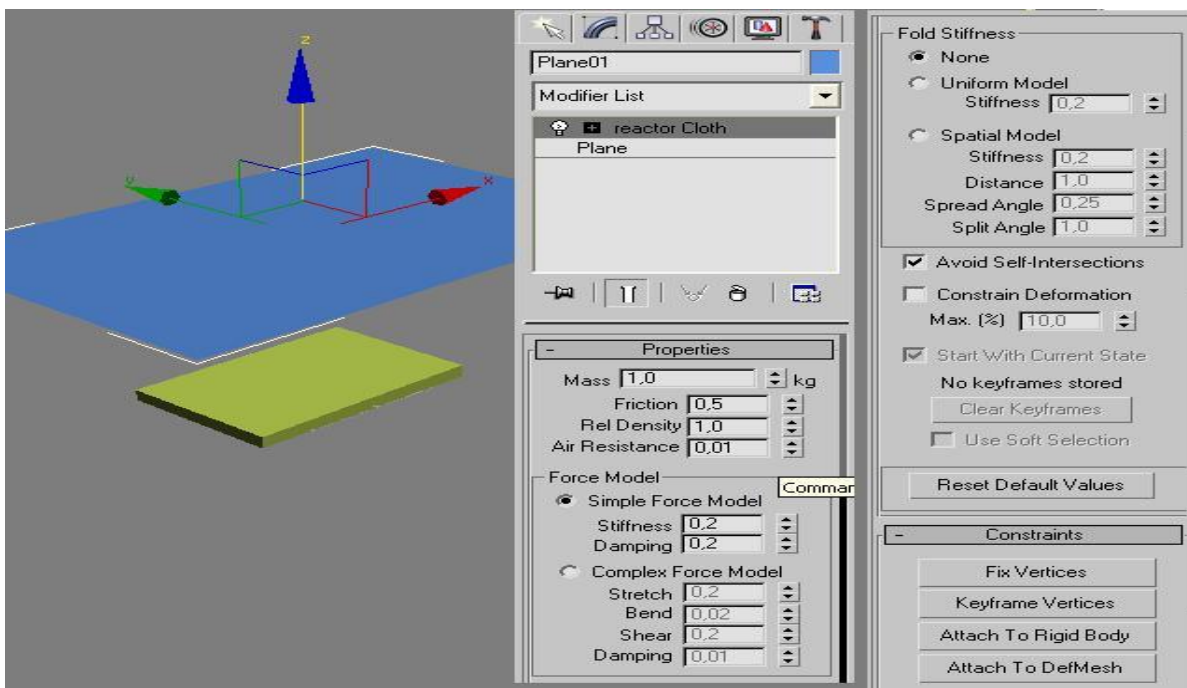 z
y
x
Plane01
Modifier List
reactor Cloth
Plane
- Properties
Mass 1,0 kg
Friction 0,5
Rel Density 1,0
Air Resistance 0,01
Force Model
Comman
Simple Force Model
Stiffness 0,2
Damping 0,2
Complex Force Model
Stretch 0,2
Bend 0,02
Shear 0,2
Damping 0,01
Fold Stiffness
None
Uniform Model
Stiffness 0,2
Spatial Model
Stiffness 0,2
Distance 1,0
Spread Angle 0,25
Split Angle 1,0
Avoid Self-Intersections
Constrain Deformation
Max. (%) 10,0
Start With Current State
No keyframes stored
Clear Keyframes
Use Soft Selection
Reset Default Values
- Constraints
Fix Vertices
Keyframe Vertices
Attach To Rigid Body
Attach To DefMesh